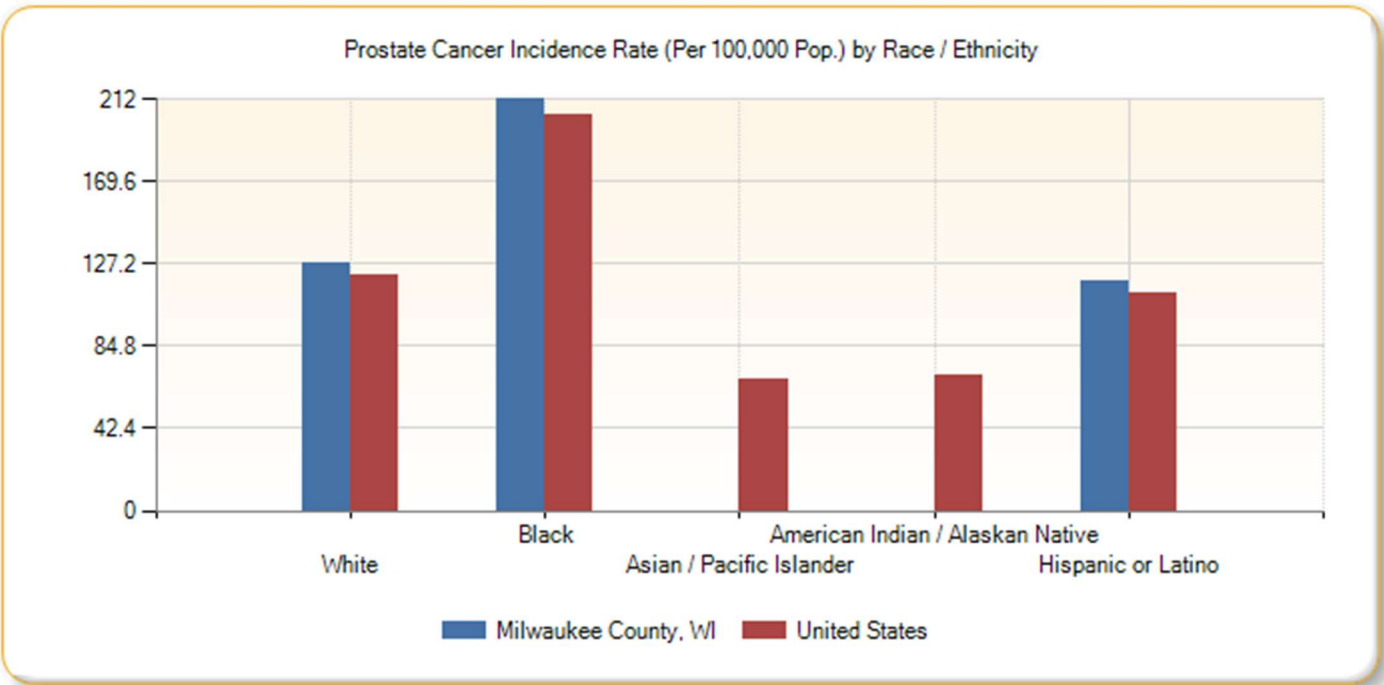 Prostate Cancer Incidence Rate (Per 100,000 Pop.) by Race / Ethnicity
212
169.6
127.2
84.8
42.4
0
Black American Indian / Alaskan Native
White Asian / Pacific Islander Hispanic or Latino
Milwaukee County, WI United States